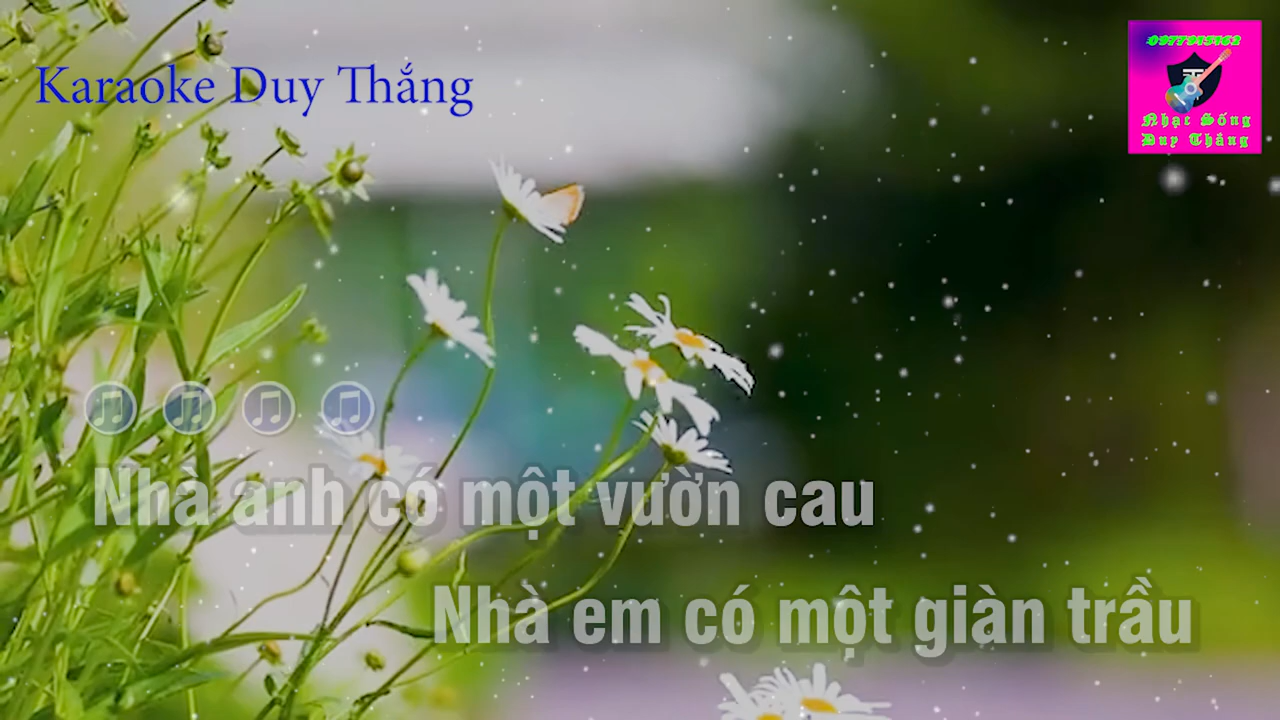 Karaoke Duy Thắng
0977943462
Nhạc Sống
Duy Thắng
Nhà anh có một vườn cau
Nhà em có một giàn trầu